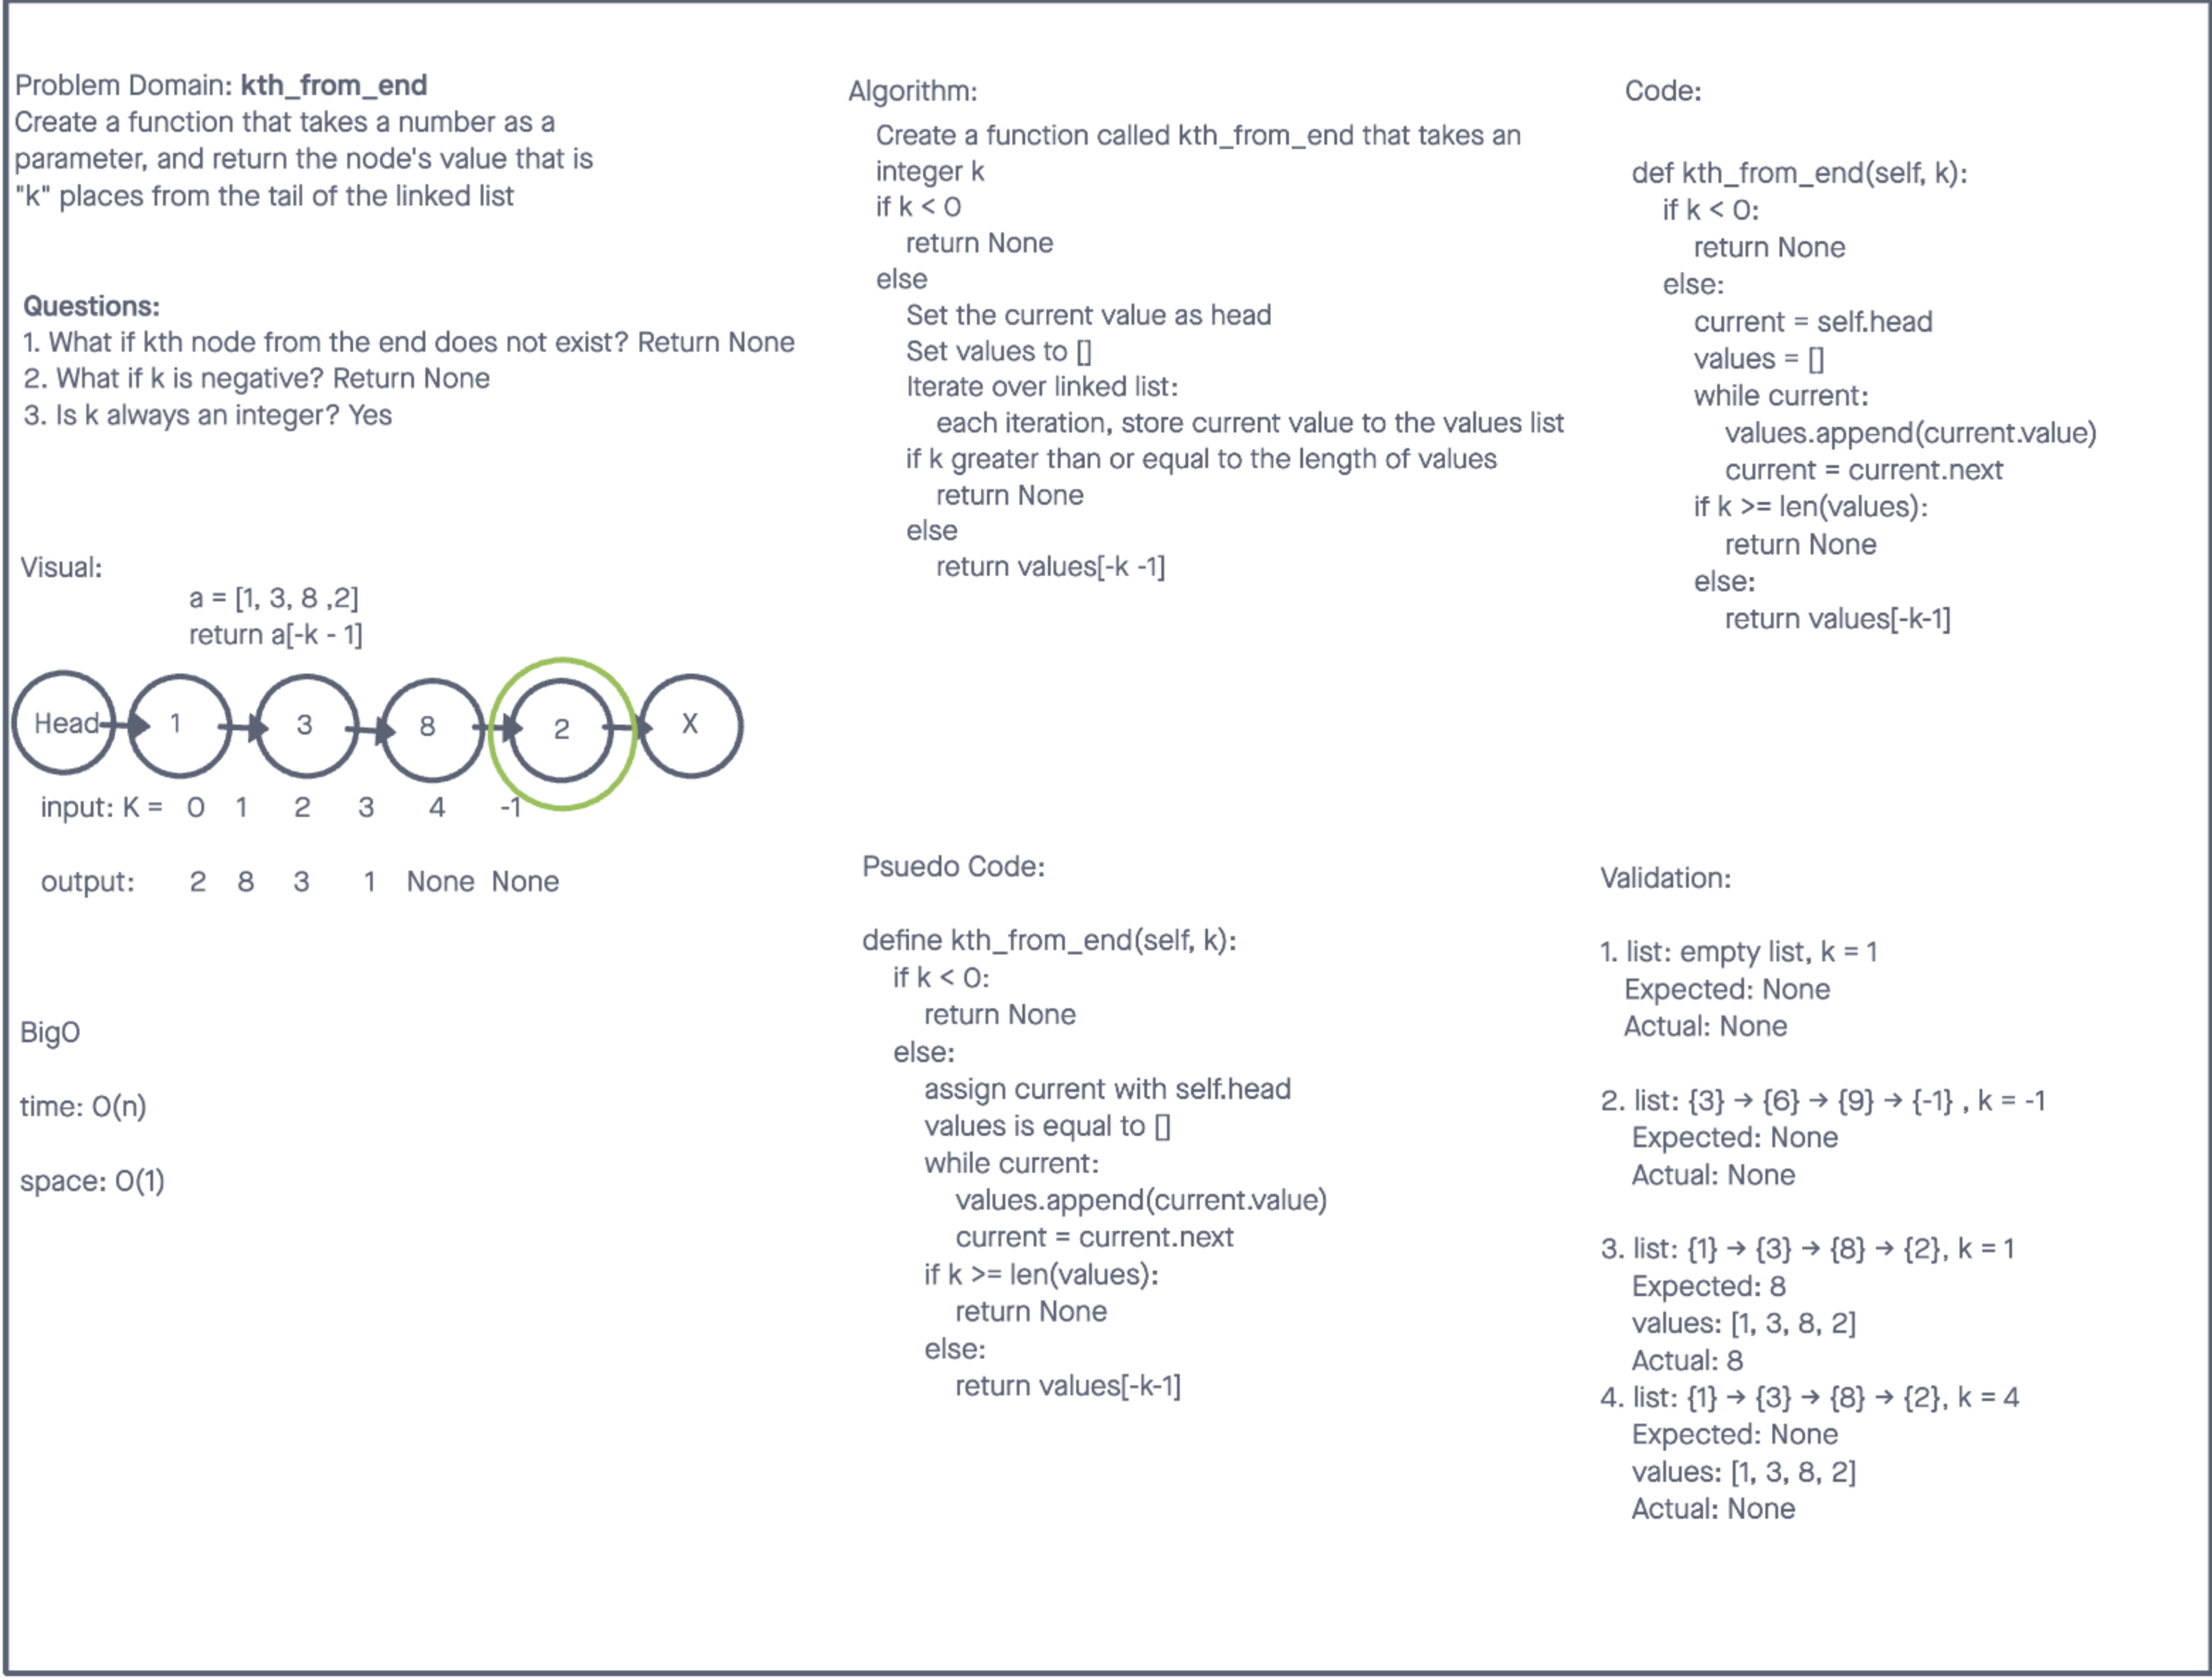 Problem Domain: kth_from_end
Create a function that takes a number as a
parameter, and return the node's value that is
"k" places from the tail of the linked list
Questions:
1. What if kth node from the end does not exist? Return None
2. What if k is negative? Return None
3. Is k always an integer? Yes
Visual:
a = [1, 3, 8 ,2]
return a[-k - 1]
Head 1 3 8 2 X
input: K = 0 1 2 3 4 -1
output: 2 8 3 1 None None
BigO
time: O(n)
space: O(1)
Algorithm:
Create a function called kth_from_end that takes an
integer k
if k < 0
return None
else
Set the current value as head
Set values to []
Iterate over linked list:
each iteration, store current value to the values list
if k greater than or equal to the length of values
return None
else
return values[-k -1]
Psuedo Code:
define kth_from_end(self, k):
if k < 0:
return None
else:
assign current with self.head
values is equal to []
while current:
values.append(current.value)
current = current.next
if k >= len(values):
return None
else:
return values[-k-1]
Code:
def kth_from_end(self, k):
if k < 0:
return None
else:
current = self.head
values = []
while current:
values.append(current.value)
current = current.next
if k >= len(values):
return None
else:
return values[-k-1]
Validation:
1. list: empty list, k = 1
Expected: None
Actual: None
2. list: {3} → {6} → {9} → {-1} , k = -1
Expected: None
Actual: None
3. list: {1} → {3} → {8} → {2}, k = 1
Expected: 8
values: [1, 3, 8, 2]
Actual: 8
4. list: {1} → {3} → {8} → {2}, k = 4
Expected: None
values: [1, 3, 8, 2]
Actual: None